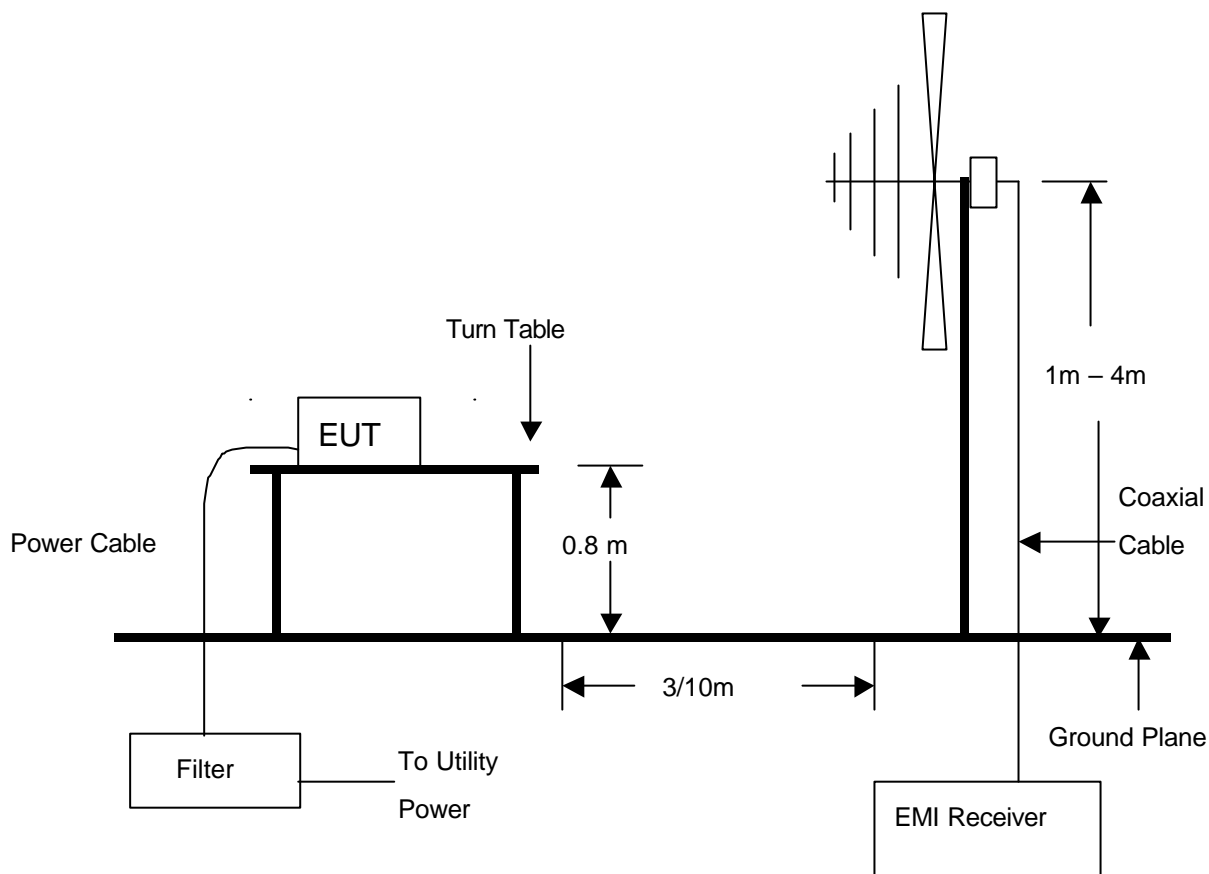 Turn Table
1m – 4m
EUT
Coaxial
Cable
Power Cable
0.8 m
3/10m
Ground Plane
Filter
To Utility
Power
EMI Receiver